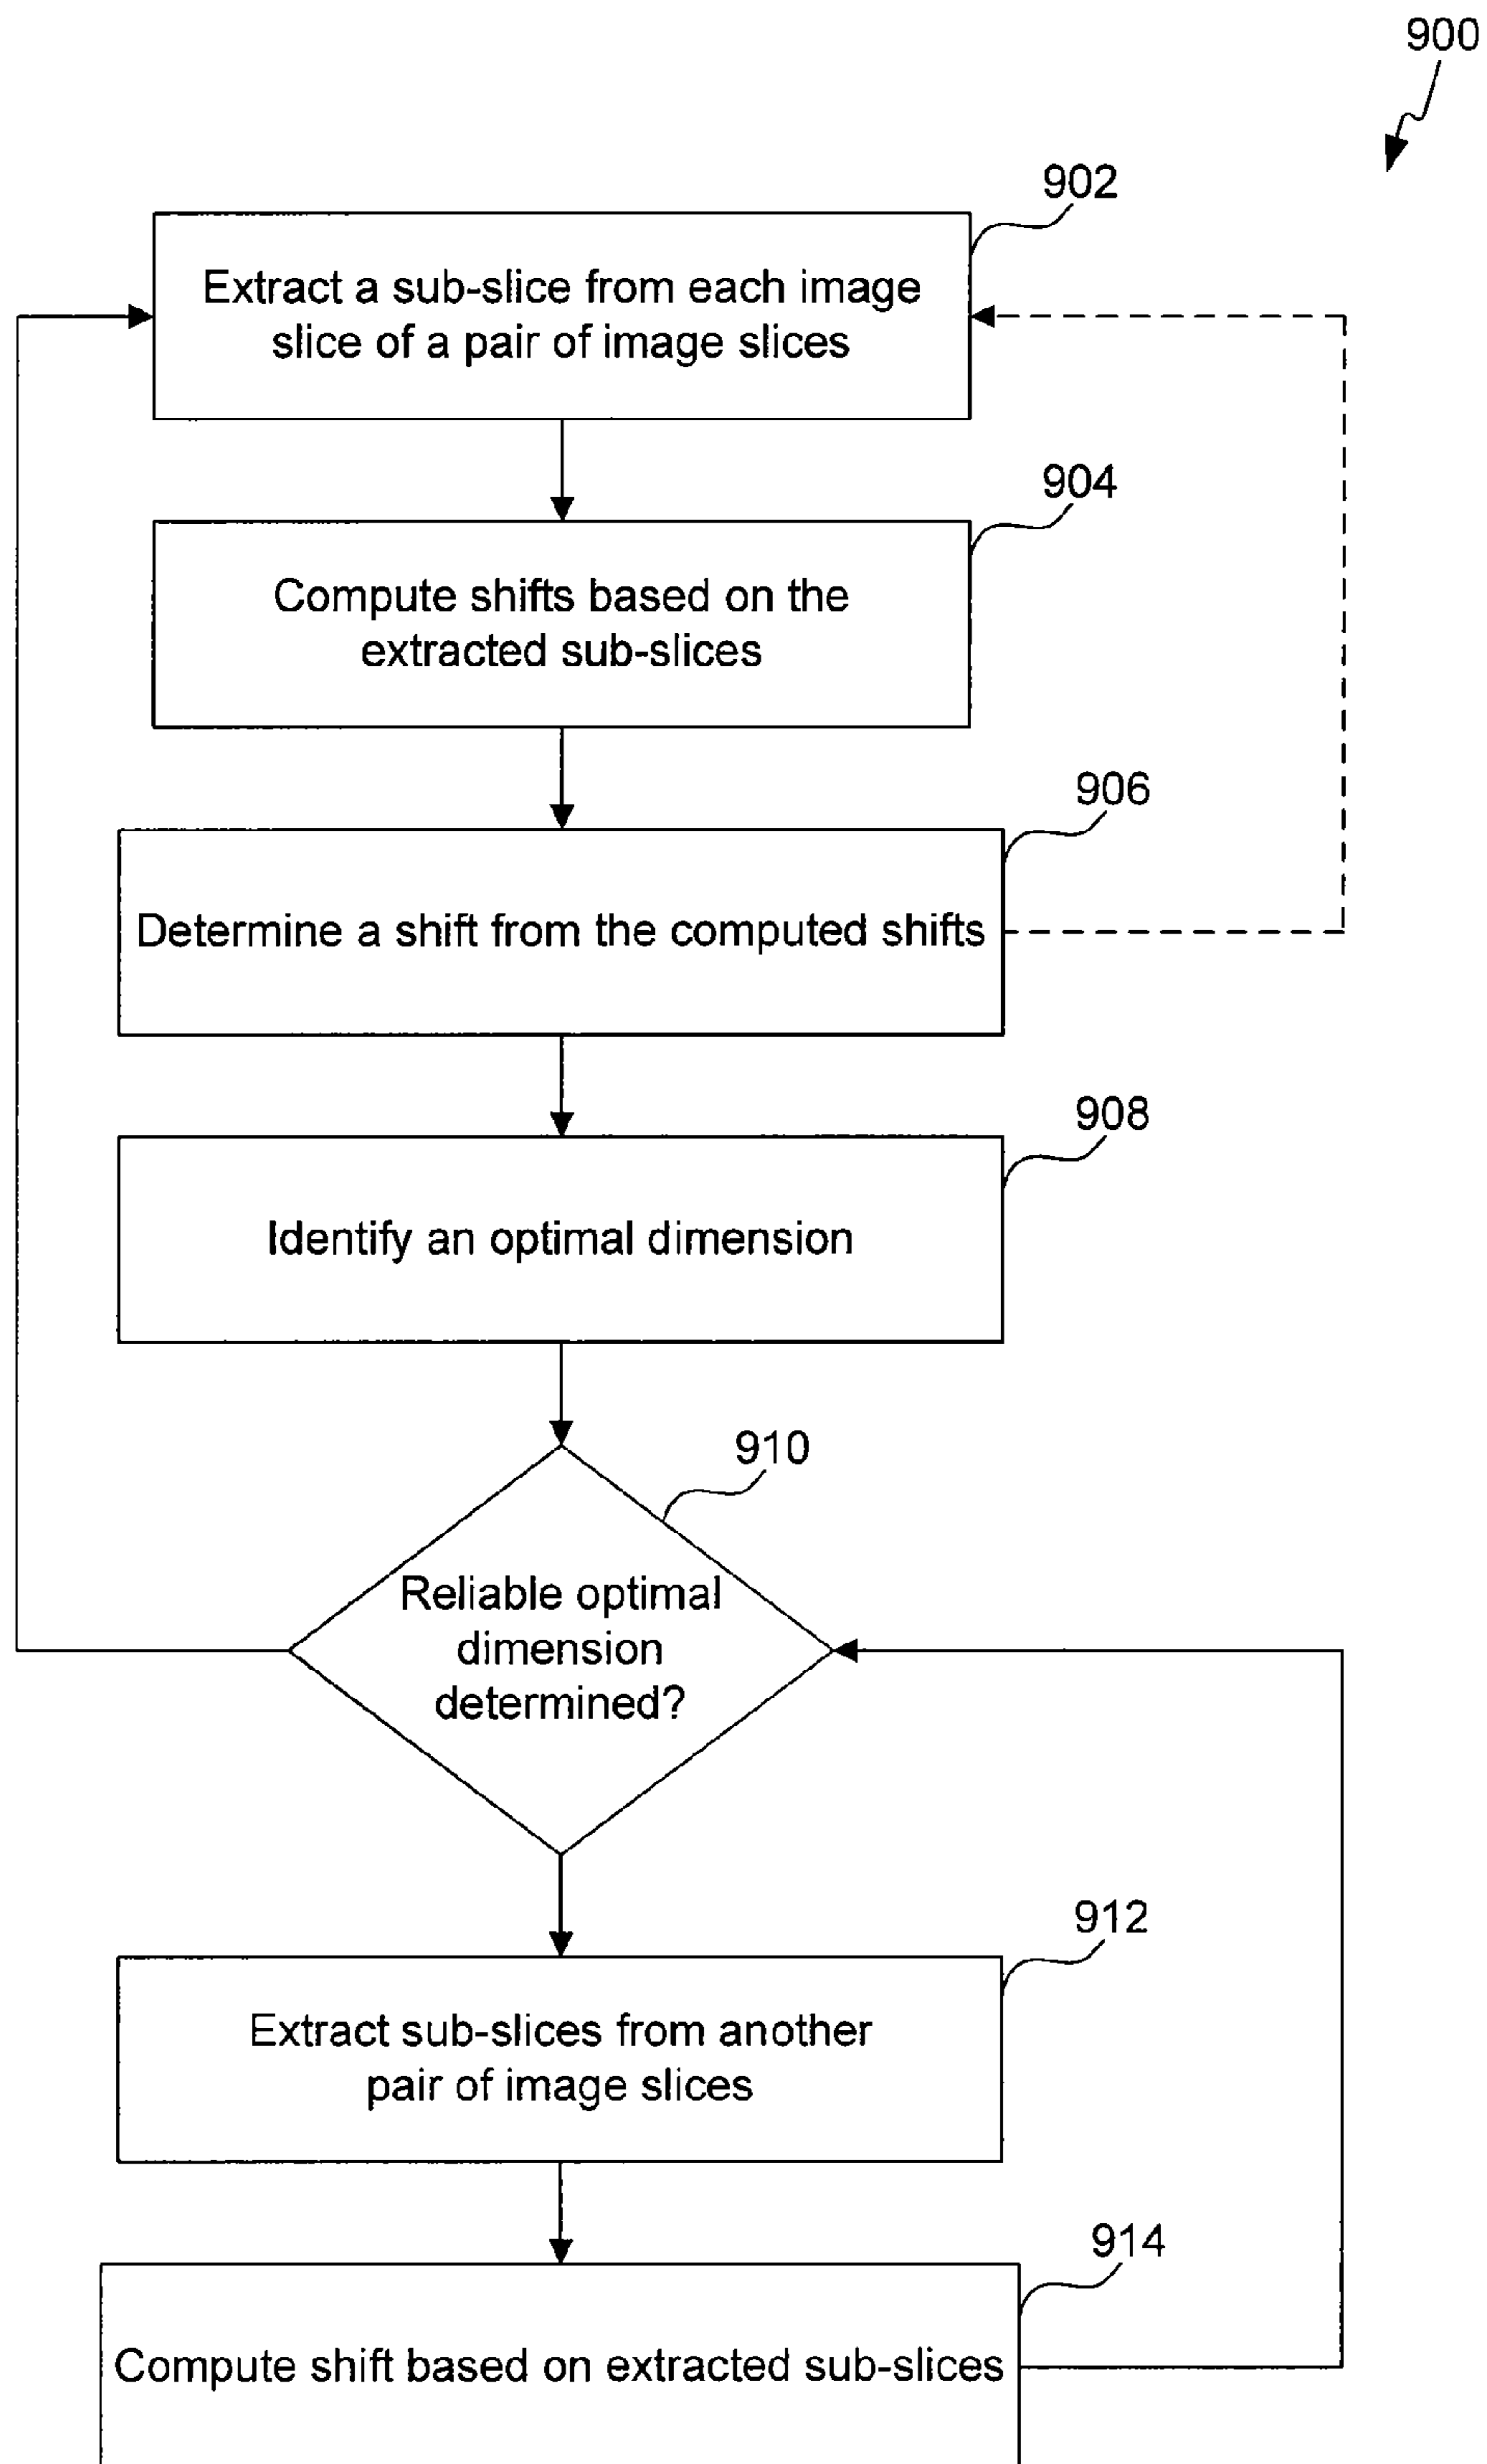 900
902
Extract a sub-slice from each image
slice of a pair of image slices
904
Compute shifts based on the
extracted sub-slices
906
Determine a shift from the computed shifts
908
Identify an optimal dimension
910
Reliable optimal
dimension
determined?
912
Extract sub-slices from another
pair of image slices
914
Compute shift based on extracted sub-slices